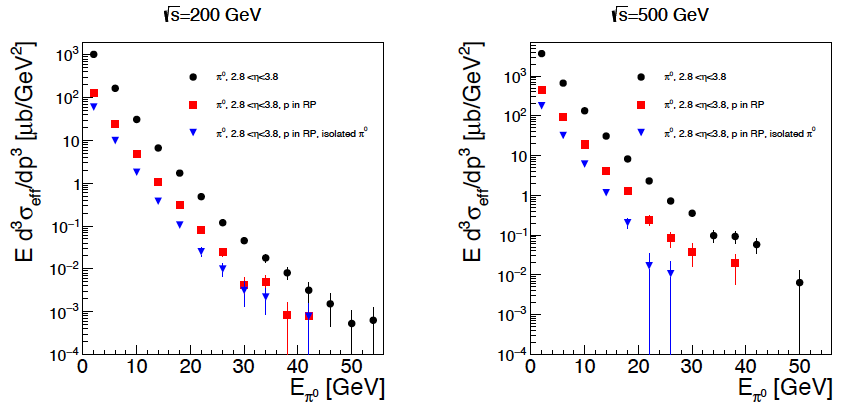 √s=200 GeV
E d³σ_eff/dp³ [μb/GeV²]
10³
10²
10
1
10⁻¹
10⁻²
10⁻³
10⁻⁴
π⁰, 2.8<η<3.8
π⁰, 2.8<η<3.8, p in RP
π⁰, 2.8<η<3.8, p in RP, isolated π⁰
0 10 20 30 40 50
E_π⁰ [GeV]
√s=500 GeV
E d³σ_eff/dp³ [μb/GeV²]
10³
10²
10
1
10⁻¹
10⁻²
10⁻³
10⁻⁴
π⁰, 2.8<η<3.8
π⁰, 2.8<η<3.8, p in RP
π⁰, 2.8<η<3.8, p in RP, isolated π⁰
0 10 20 30 40 50
E_π⁰ [GeV]